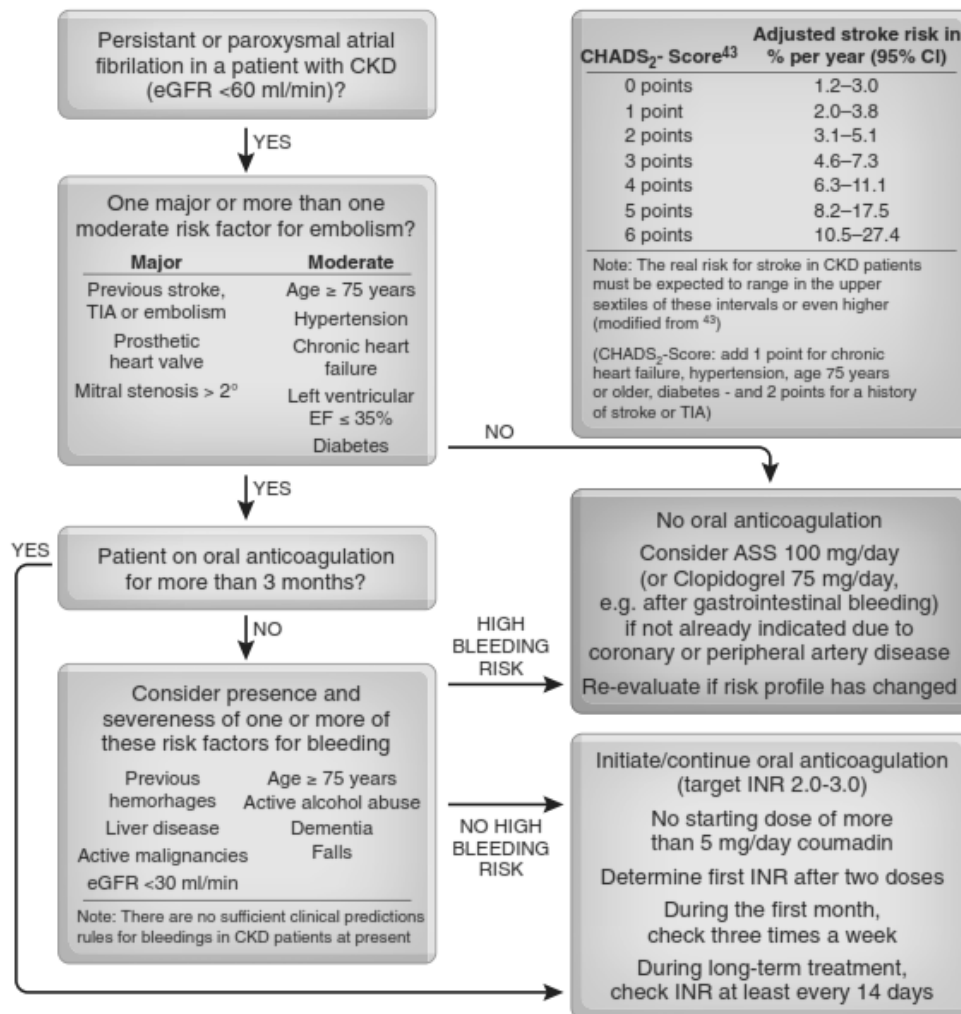 Persistant or paroxysmal atrial
fibrilation in a patient with CKD
(eGFR <60 ml/min)?
YES
One major or more than one
moderate risk factor for embolism?
Major
Previous stroke,
TIA or embolism
Prosthetic
heart valve
Mitral stenosis > 2°
Moderate
Age ≥ 75 years
Hypertension
Chronic heart
failure
Left ventricular
EF ≤ 35%
Diabetes
NO
YES
Patient on oral anticoagulation
for more than 3 months?
YES
NO
Consider presence and
severeness of one or more of
these risk factors for bleeding
Previous
hemorrhages
Liver disease
Active malignancies
eGFR <30 ml/min
Age ≥ 75 years
Active alcohol abuse
Dementia
Falls
Note: There are no sufficient clinical predictions
rules for bleedings in CKD patients at present
HIGH
BLEEDING
RISK
NO HIGH
BLEEDING
RISK
CHADS₂- Score⁴³ Adjusted stroke risk in
% per year (95% CI)
0 points 1.2–3.0
1 point 2.0–3.8
2 points 3.1–5.1
3 points 4.6–7.3
4 points 6.3–11.1
5 points 8.2–17.5
6 points 10.5–27.4
Note: The real risk for stroke in CKD patients
must be expected to range in the upper
sextiles of these intervals or even higher
(modified from ⁴³)
(CHADS₂-Score: add 1 point for chronic
heart failure, hypertension, age 75 years
or older, diabetes - and 2 points for a history
of stroke or TIA)
No oral anticoagulation
Consider ASS 100 mg/day
(or Clopidogrel 75 mg/day,
e.g. after gastrointestinal bleeding)
if not already indicated due to
coronary or peripheral artery disease
Re-evaluate if risk profile has changed
Initiate/continue oral anticoagulation
(target INR 2.0-3.0)
No starting dose of more
than 5 mg/day coumadin
Determine first INR after two doses
During the first month,
check three times a week
During long-term treatment,
check INR at least every 14 days